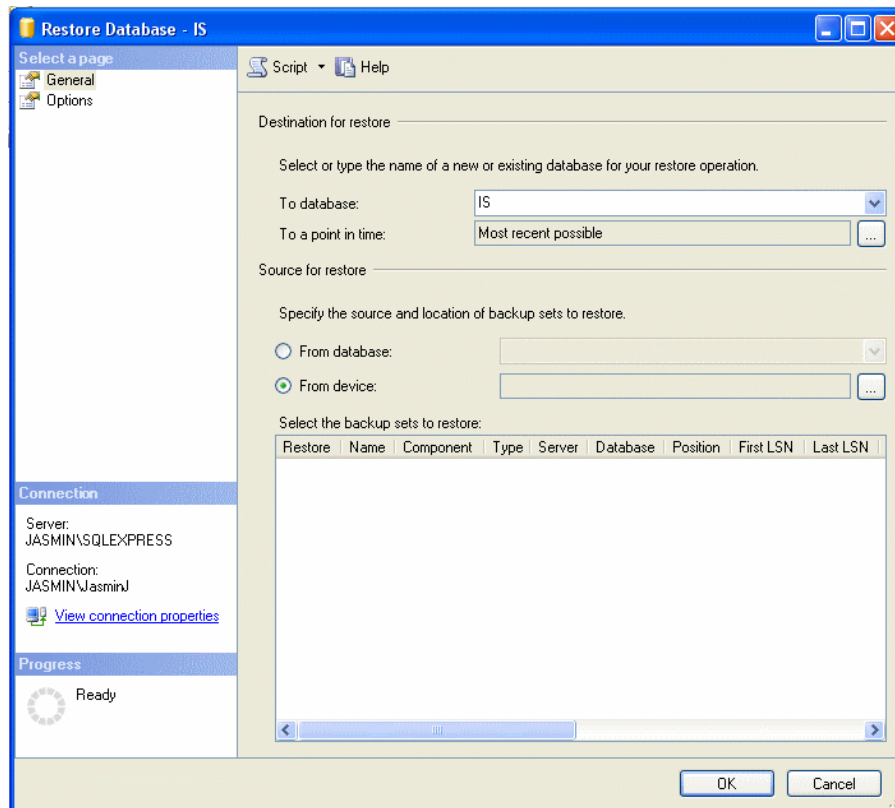 Restore Database - IS
Select a page
General
Options
Script
Help
Destination for restore
Select or type the name of a new or existing database for your restore operation.
To database:
IS
To a point in time:
Most recent possible
...
Source for restore
Specify the source and location of backup sets to restore.
From database:
From device:
...
Select the backup sets to restore:
Restore Name Component Type Server Database Position First LSN Last LSN
Connection
Server:
JASMIN\SQLEXPRESS
Connection:
JASMIN\JasminJ
View connection properties
Progress
Ready
OK
Cancel